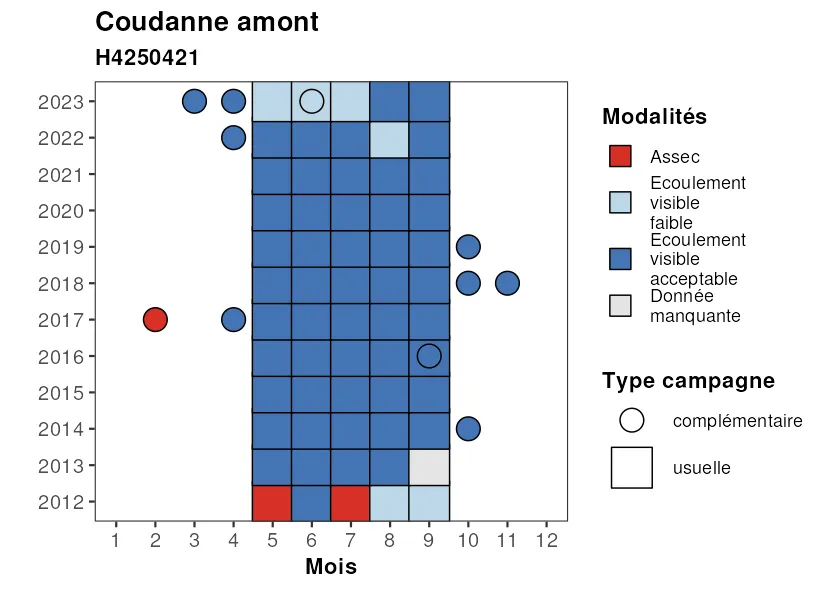 Coudanne amont
H4250421
2023
2022
2021
2020
2019
2018
2017
2016
2015
2014
2013
2012
1 2 3 4 5 6 7 8 9 10 11 12
Mois
Modalités
Assec
Ecoulement
visible
faible
Ecoulement
visible
acceptable
Donnée
manquante
Type campagne
complémentaire
usuelle